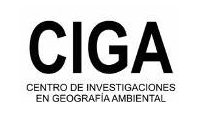 CIGA
CENTRO DE INVESTIGACIONES
EN GEOGRAFÍA AMBIENTAL